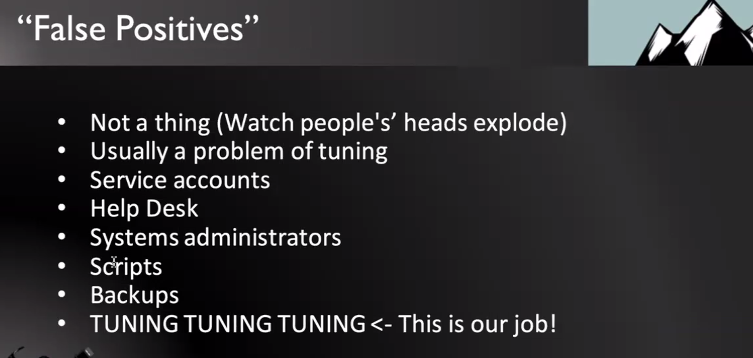 “False Positives”
• Not a thing (Watch people's’ heads explode)
• Usually a problem of tuning
• Service accounts
• Help Desk
• Systems administrators
• Scripts
• Backups
• TUNING TUNING TUNING <- This is our job!